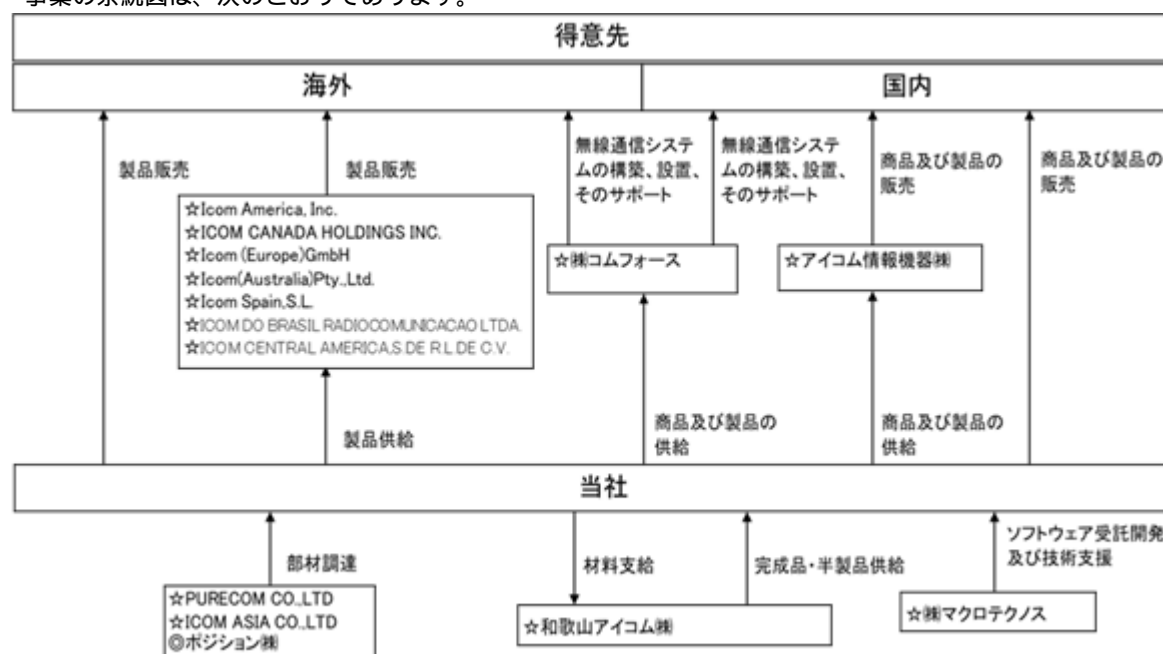 事業の系統図は、次のとおりであります。
得意先
海外
国内
製品販売
製品販売
無線通信システ
ムの構築、設置、
そのサポート
無線通信システ
ムの構築、設置、
そのサポート
商品及び製品の
販売
商品及び製品の
販売
☆Icom America, Inc.
☆ICOM CANADA HOLDINGS INC.
☆Icom (Europe)GmbH
☆Icom(Australia)Pty.,Ltd.
☆Icom Spain,S.L.
☆ICOM DO BRASIL RADIOCOMUNICACAO LTDA.
☆ICOM CENTRAL AMERICA,S.DE R.L.DE C.V.
☆㈱コムフォース
☆アイコム情報機器㈱
製品供給
商品及び製品の
供給
商品及び製品の
供給
当社
部材調達
材料支給
完成品・半製品供給
ソフトウェア受託開発
及び技術支援
☆PURECOM CO.,LTD
☆ICOM ASIA CO.,LTD
◎ポジション㈱
☆和歌山アイコム㈱
☆㈱マクロテクノス